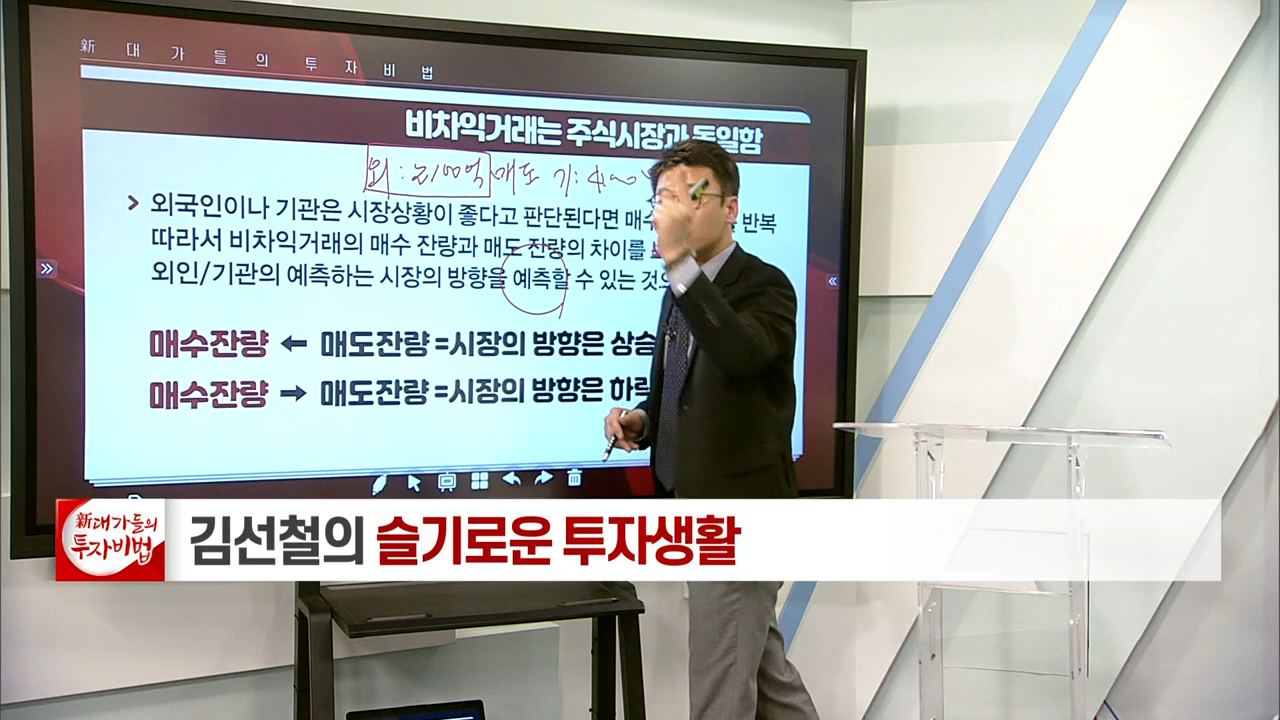 新 대 가 들 의 투 자 비 법
비차익거래는 주식시장과 동일함
외 : 2100억 매도 기 :
외국인이나 기관은 시장상황이 좋다고 판단된다면 매수 반복
따라서 비차익거래의 매수 잔량과 매도 잔량의 차이를
외인/기관의 예측하는 시장의 방향을 예측할 수 있는
매수잔량 ← 매도잔량 =시장의 방향은 상승
매수잔량 → 매도잔량 =시장의 방향은
新대가들의
투자비법
김선철의 슬기로운 투자생활